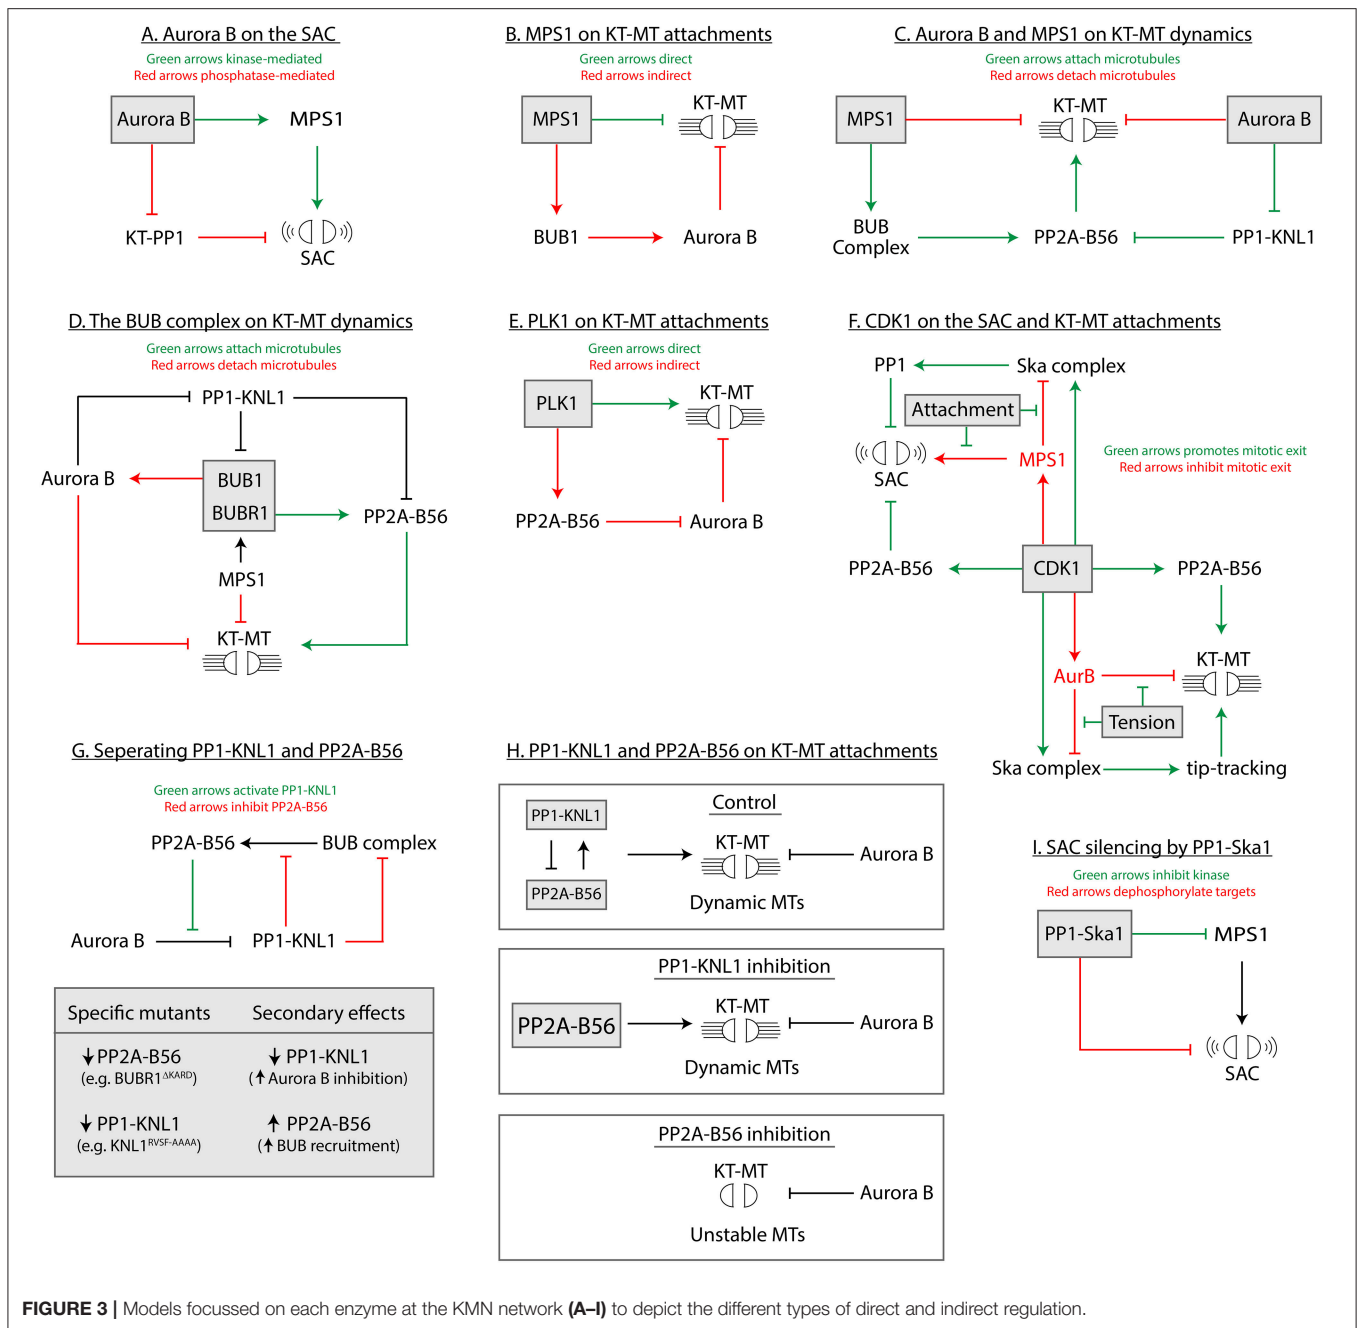 A. Aurora B on the SAC
Green arrows kinase-mediated
Red arrows phosphatase-mediated
Aurora B
MPS1
KT-PP1
SAC
B. MPS1 on KT-MT attachments
Green arrows direct
Red arrows indirect
MPS1
KT-MT
BUB1
Aurora B
C. Aurora B and MPS1 on KT-MT dynamics
Green arrows attach microtubules
Red arrows detach microtubules
MPS1
KT-MT
Aurora B
BUB
Complex
PP2A-B56
PP1-KNL1
D. The BUB complex on KT-MT dynamics
Green arrows attach microtubules
Red arrows detach microtubules
PP1-KNL1
Aurora B
BUB1
BUBR1
PP2A-B56
MPS1
KT-MT
E. PLK1 on KT-MT attachments
Green arrows direct
Red arrows indirect
PLK1
KT-MT
PP2A-B56
Aurora B
F. CDK1 on the SAC and KT-MT attachments
PP1
Ska complex
Attachment
Green arrows promotes mitotic exit
Red arrows inhibit mitotic exit
MPS1
SAC
PP2A-B56
CDK1
PP2A-B56
AurB
KT-MT
Tension
Ska complex
tip-tracking
G. Seperating PP1-KNL1 and PP2A-B56
Green arrows activate PP1-KNL1
Red arrows inhibit PP2A-B56
PP2A-B56
BUB complex
Aurora B
PP1-KNL1
Specific mutants
Secondary effects
↓PP2A-B56
↓ PP1-KNL1
(e.g. BUBR1ΔKARD)
(↑ Aurora B inhibition)
↓ PP1-KNL1
↑ PP2A-B56
(e.g. KNL1RVSF-AAAA)
(↑ BUB recruitment)
H. PP1-KNL1 and PP2A-B56 on KT-MT attachments
Control
PP1-KNL1
PP2A-B56
KT-MT
Aurora B
Dynamic MTs
PP1-KNL1 inhibition
PP2A-B56
KT-MT
Aurora B
Dynamic MTs
PP2A-B56 inhibition
KT-MT
Aurora B
Unstable MTs
I. SAC silencing by PP1-Ska1
Green arrows inhibit kinase
Red arrows dephosphorylate targets
PP1-Ska1
MPS1
SAC
FIGURE 3 | Models focussed on each enzyme at the KMN network (A–I) to depict the different types of direct and indirect regulation.